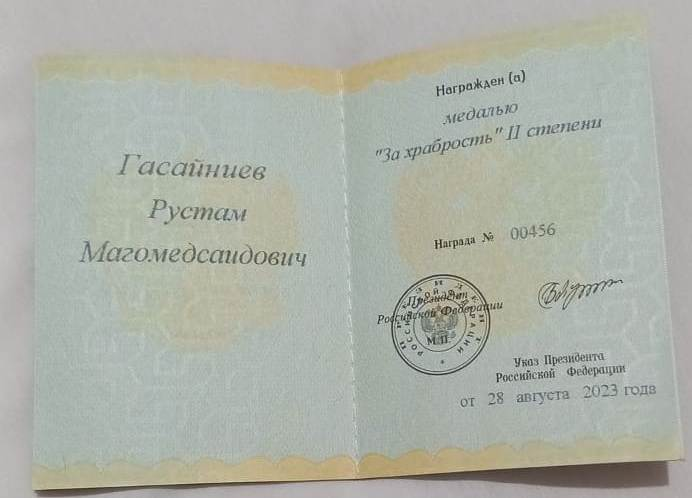 Гасайниев
Рустам
Магомедсаидович
Награжден (а)
медалью
"За храбрость" II степени
Награда № 00456
Президент
Российской Федерации
М.П.
Указ Президента
Российской Федерации
от 28 августа 2023 года